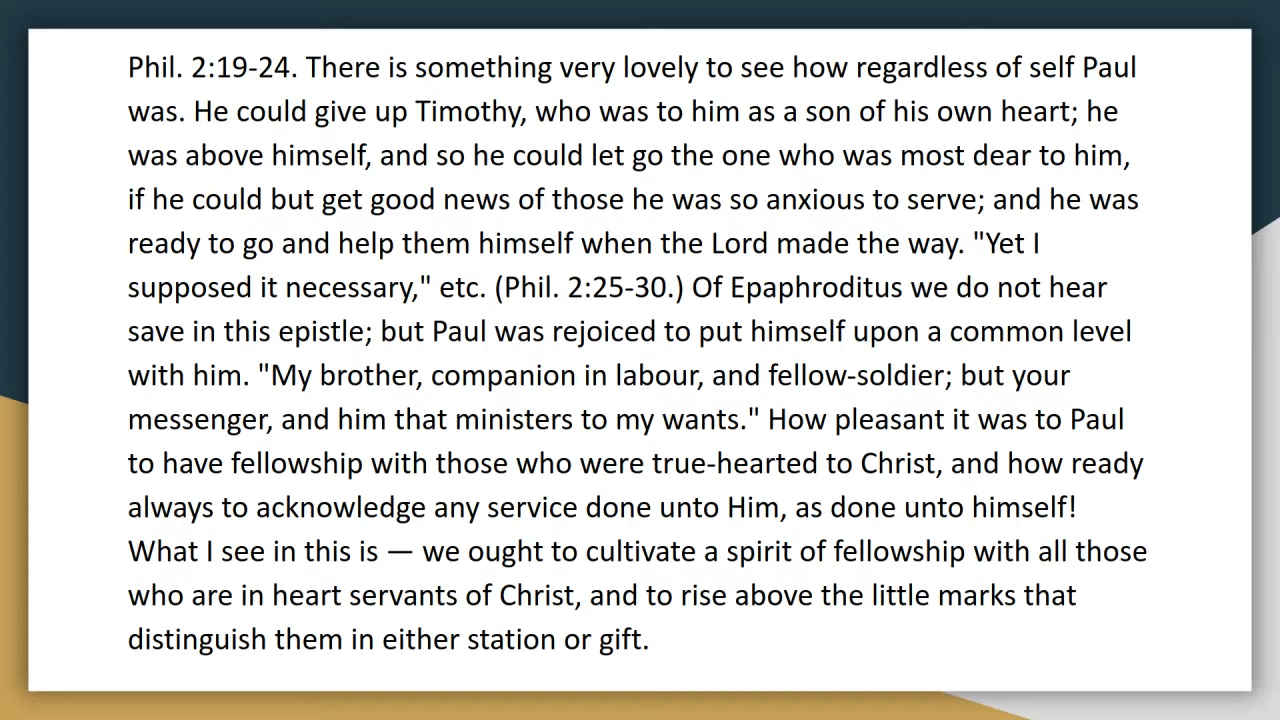 Phil. 2:19-24. There is something very lovely to see how regardless of self Paul
was. He could give up Timothy, who was to him as a son of his own heart; he
was above himself, and so he could let go the one who was most dear to him,
if he could but get good news of those he was so anxious to serve; and he was
ready to go and help them himself when the Lord made the way. "Yet I
supposed it necessary," etc. (Phil. 2:25-30.) Of Epaphroditus we do not hear
save in this epistle; but Paul was rejoiced to put himself upon a common level
with him. "My brother, companion in labour, and fellow-soldier; but your
messenger, and him that ministers to my wants." How pleasant it was to Paul
to have fellowship with those who were true-hearted to Christ, and how ready
always to acknowledge any service done unto Him, as done unto himself!
What I see in this is — we ought to cultivate a spirit of fellowship with all those
who are in heart servants of Christ, and to rise above the little marks that
distinguish them in either station or gift.